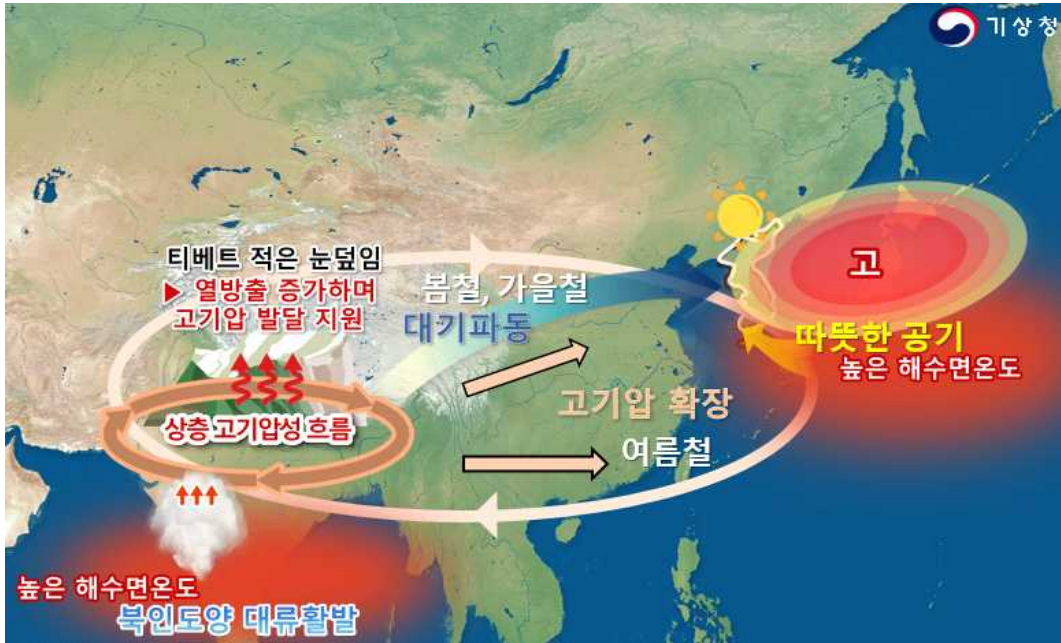 기상청
티베트 적은 눈덮임
▶ 열방출 증가하며
고기압 발달 지원
봄철, 가을철
대기파동
고
따뜻한 공기
높은 해수면온도
고기압 확장
여름철
상층 고기압성 흐름
높은 해수면온도
북인도양 대류활발